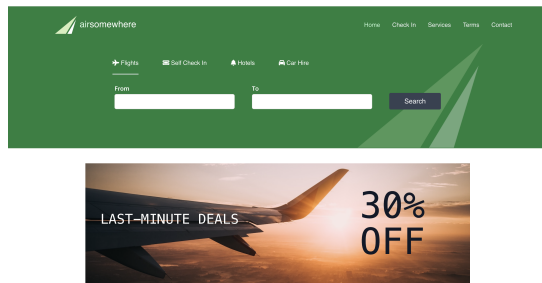 airsomewhere
Home Check In Services Terms Contact
Flights Self Check In Hotels Car Hire
From To
Search
LAST-MINUTE DEALS
30%
OFF